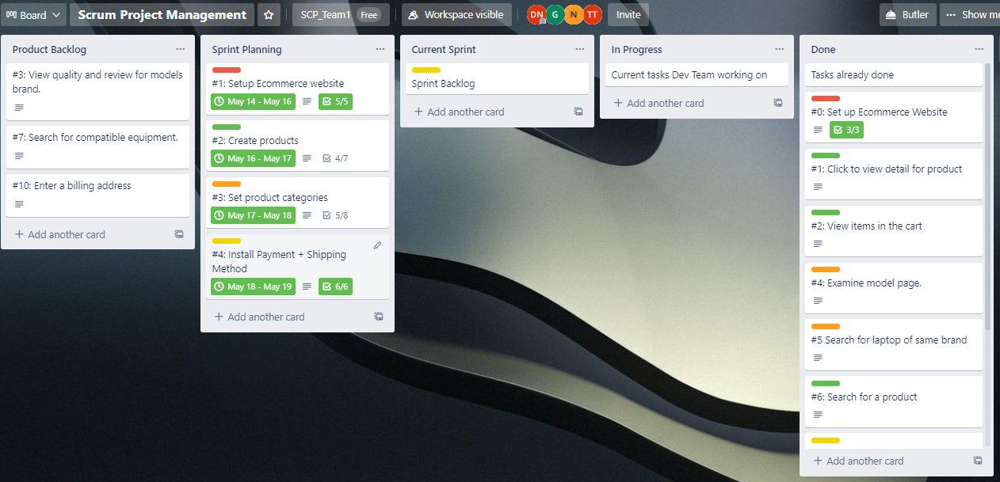 Board
Scrum Project Management
SCP_Team1 Free
Workspace visible
DN G N TT
Invite
Butler
... Show me
Product Backlog
#3: View quality and review for models
brand.
#7: Search for compatible equipment.
#10: Enter a billing address
+ Add another card
Sprint Planning
#1: Setup Ecommerce website
May 14 - May 16 5/5
#2: Create products
May 16 - May 17 4/7
#3: Set product categories
May 17 - May 18 5/8
#4: Install Payment + Shipping
Method
May 18 - May 19 6/6
+ Add another card
Current Sprint
Sprint Backlog
+ Add another card
In Progress
Current tasks Dev Team working on
+ Add another card
Done
Tasks already done
#0: Set up Ecommerce Website
3/3
#1: Click to view detail for product
#2: View items in the cart
#4: Examine model page.
#5 Search for laptop of same brand
#6: Search for a product
+ Add another card